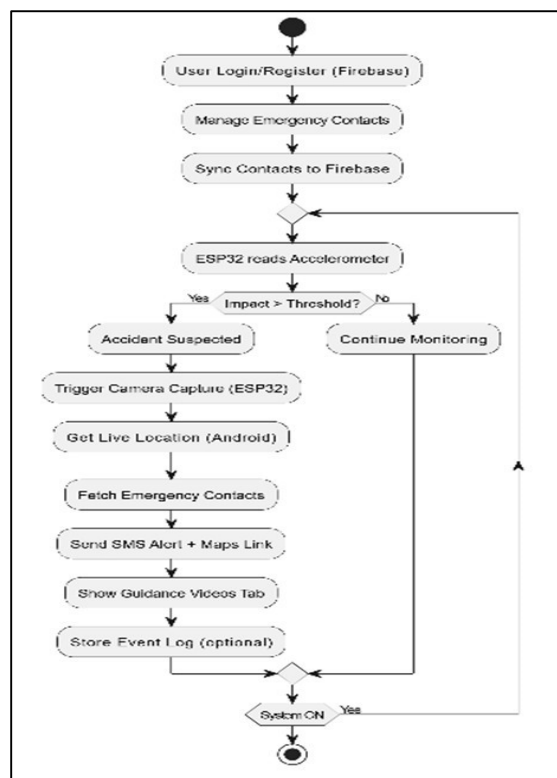 User Login/Register (Firebase)
Manage Emergency Contacts
Sync Contacts to Firebase
ESP32 reads Accelerometer
Yes
Impact > Threshold?
No
Accident Suspected
Continue Monitoring
Trigger Camera Capture (ESP32)
Get Live Location (Android)
Fetch Emergency Contacts
Send SMS Alert + Maps Link
Show Guidance Videos Tab
Store Event Log (optional)
System ON
Yes